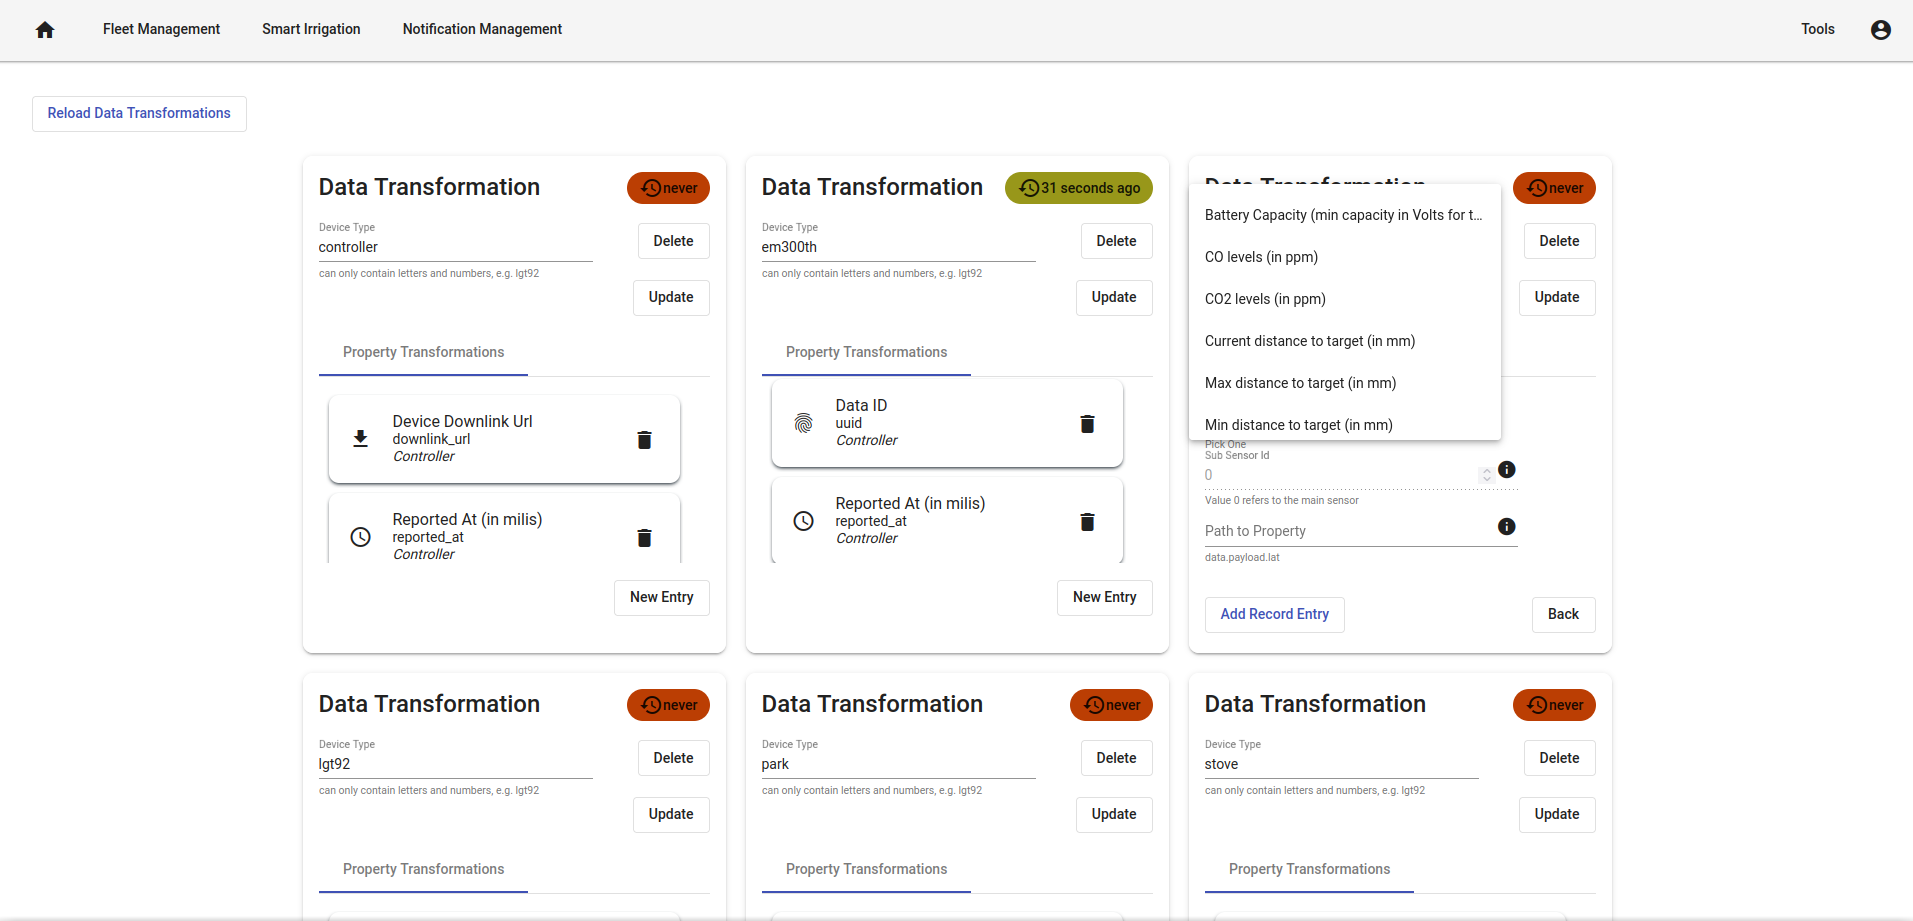 Fleet Management
Smart Irrigation
Notification Management
Tools
Reload Data Transformations
Data Transformation
never
Device Type
controller
can only contain letters and numbers, e.g. lgt92
Delete
Update
Property Transformations
Device Downlink Url
downlink_url
Controller
Reported At (in milis)
reported_at
Controller
New Entry
Data Transformation
31 seconds ago
Device Type
em300th
can only contain letters and numbers, e.g. lgt92
Delete
Update
Property Transformations
Data ID
uuid
Controller
Reported At (in milis)
reported_at
Controller
New Entry
Data Transformation
never
Delete
Update
Battery Capacity (min capacity in Volts for t...
CO levels (in ppm)
CO2 levels (in ppm)
Current distance to target (in mm)
Max distance to target (in mm)
Min distance to target (in mm)
Pick One
Sub Sensor Id
0
Value 0 refers to the main sensor
Path to Property
data.payload.lat
Add Record Entry
Back
Data Transformation
never
Device Type
lgt92
can only contain letters and numbers, e.g. lgt92
Delete
Update
Property Transformations
Data Transformation
never
Device Type
park
can only contain letters and numbers, e.g. lgt92
Delete
Update
Property Transformations
Data Transformation
never
Device Type
stove
can only contain letters and numbers, e.g. lgt92
Delete
Update
Property Transformations